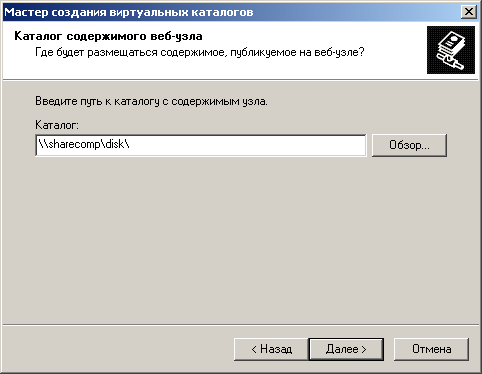 Мастер создания виртуальных каталогов
Каталог содержимого веб-узла
Где будет размещаться содержимое, публикуемое на веб-узле?
Введите путь к каталогу с содержимым узла.
Каталог:
\\sharecomp\disk\
Обзор...
< Назад
Далее >
Отмена